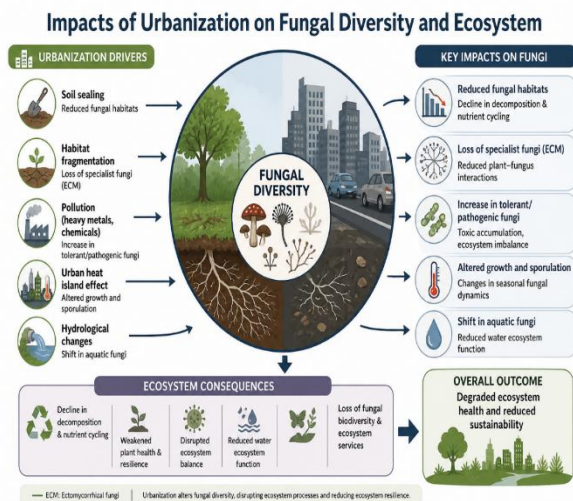 Impacts of Urbanization on Fungal Diversity and Ecosystem
URBANIZATION DRIVERS
Soil sealing
Reduced fungal habitats
Habitat
fragmentation
Loss of specialist fungi
(ECM)
Pollution
(heavy metals,
chemicals)
Increase in
tolerant/pathogenic fungi
Urban heat
island effect
Altered growth and
sporulation
Hydrological
changes
Shift in aquatic fungi
FUNGAL
DIVERSITY
KEY IMPACTS ON FUNGI
Reduced fungal habitats
Decline in decomposition &
nutrient cycling
Loss of specialist fungi (ECM)
Reduced plant–fungus
interactions
Increase in tolerant/
pathogenic fungi
Toxic accumulation,
ecosystem imbalance
Altered growth and sporulation
Changes in seasonal fungal
dynamics
Shift in aquatic fungi
Reduced water ecosystem
function
ECOSYSTEM CONSEQUENCES
Decline in
decomposition
& nutrient cycling
Weakened
plant health &
resilience
Disrupted
ecosystem
balance
Reduced water
ecosystem
function
Loss of fungal
biodiversity &
ecosystem
services
OVERALL OUTCOME
Degraded ecosystem
health and reduced
sustainability
ECM: Ectomycorrhizal fungi
Urbanization alters fungal diversity, disrupting ecosystem processes and reducing ecosystem resilience.